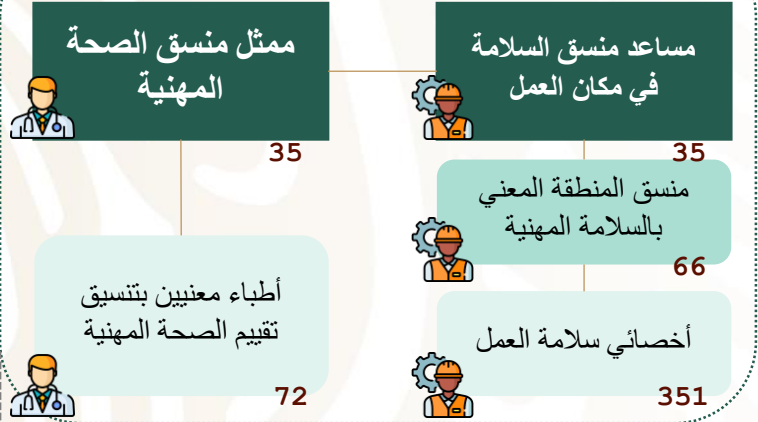 مساعد منسق السلامة
في مكان العمل
35
ممثل منسق الصحة
المهنية
35
منسق المنطقة المعني
بالسلامة المهنية
66
أخصائي سلامة العمل
351
أطباء معنيين بتنسيق
تقييم الصحة المهنية
72